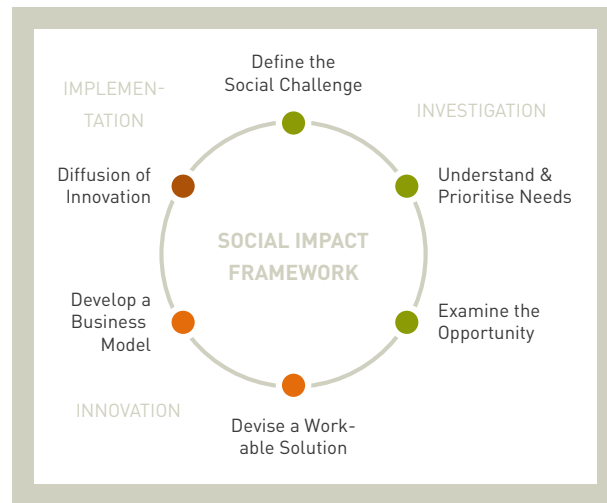 Define the
Social Challenge
IMPLEMEN-
TATION
INVESTIGATION
Diffusion of
Innovation
Understand &
Prioritise Needs
SOCIAL IMPACT
FRAMEWORK
Develop a
Business
Model
Examine the
Opportunity
INNOVATION
Devise a Work-
able Solution